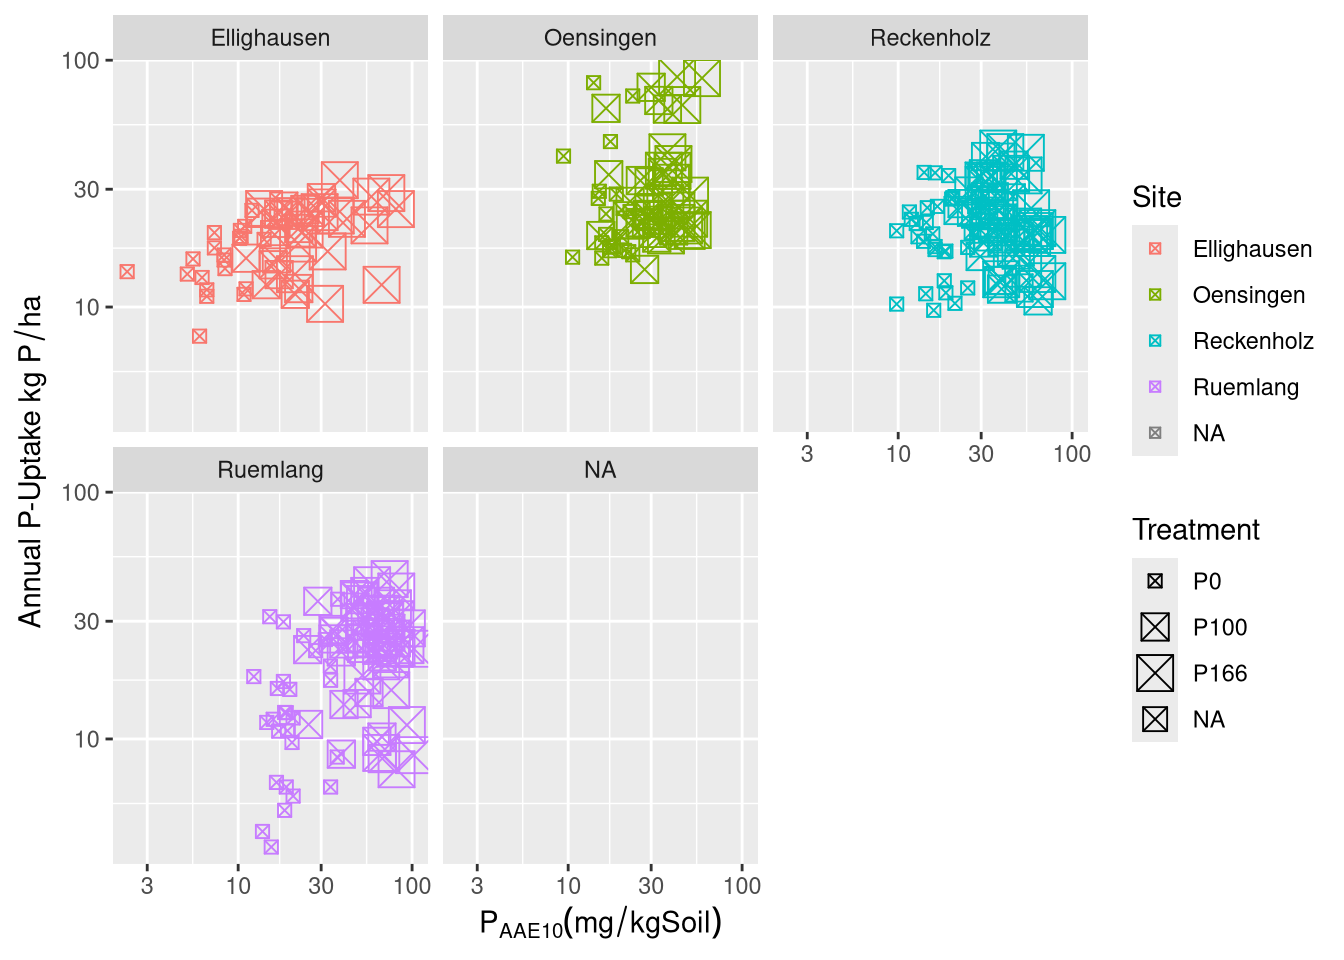 Ellighausen
Oensingen
Reckenholz
100
30
10
3 10 30 100
Ruemlang
NA
100
30
10
3 10 30 100
3 10 30 100
Annual P-Uptake kg P/ha
PAAE10(mg/kgSoil)
Site
Ellighausen
Oensingen
Reckenholz
Ruemlang
NA
Treatment
P0
P100
P166
NA